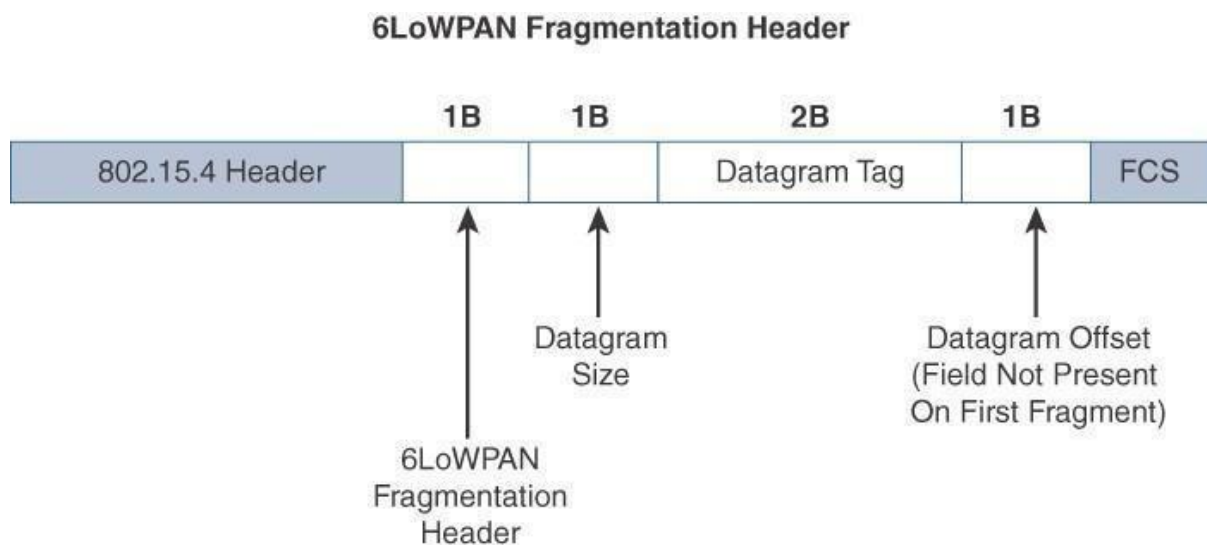 6LoWPAN Fragmentation Header
1B 1B 2B 1B
802.15.4 Header Datagram Tag FCS
Datagram
Size
Datagram Offset
(Field Not Present
On First Fragment)
6LoWPAN
Fragmentation
Header